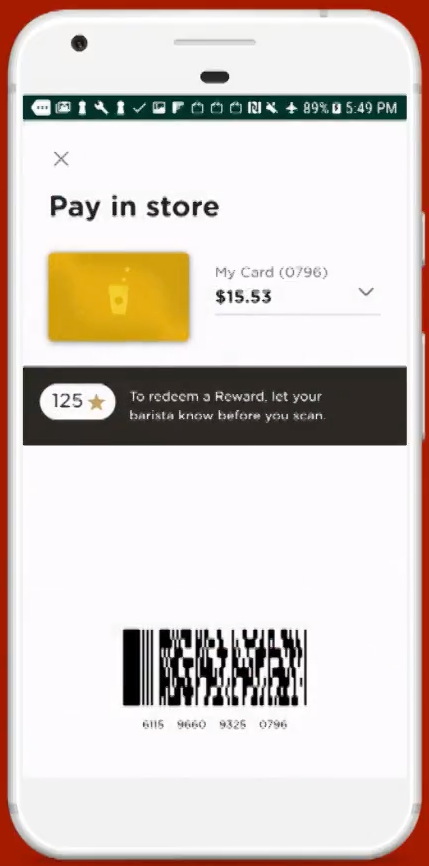 89% 5:49 PM
Pay in store
My Card (0796)
$15.53
125
To redeem a Reward, let your
barista know before you scan.
6115 9660 9325 0796